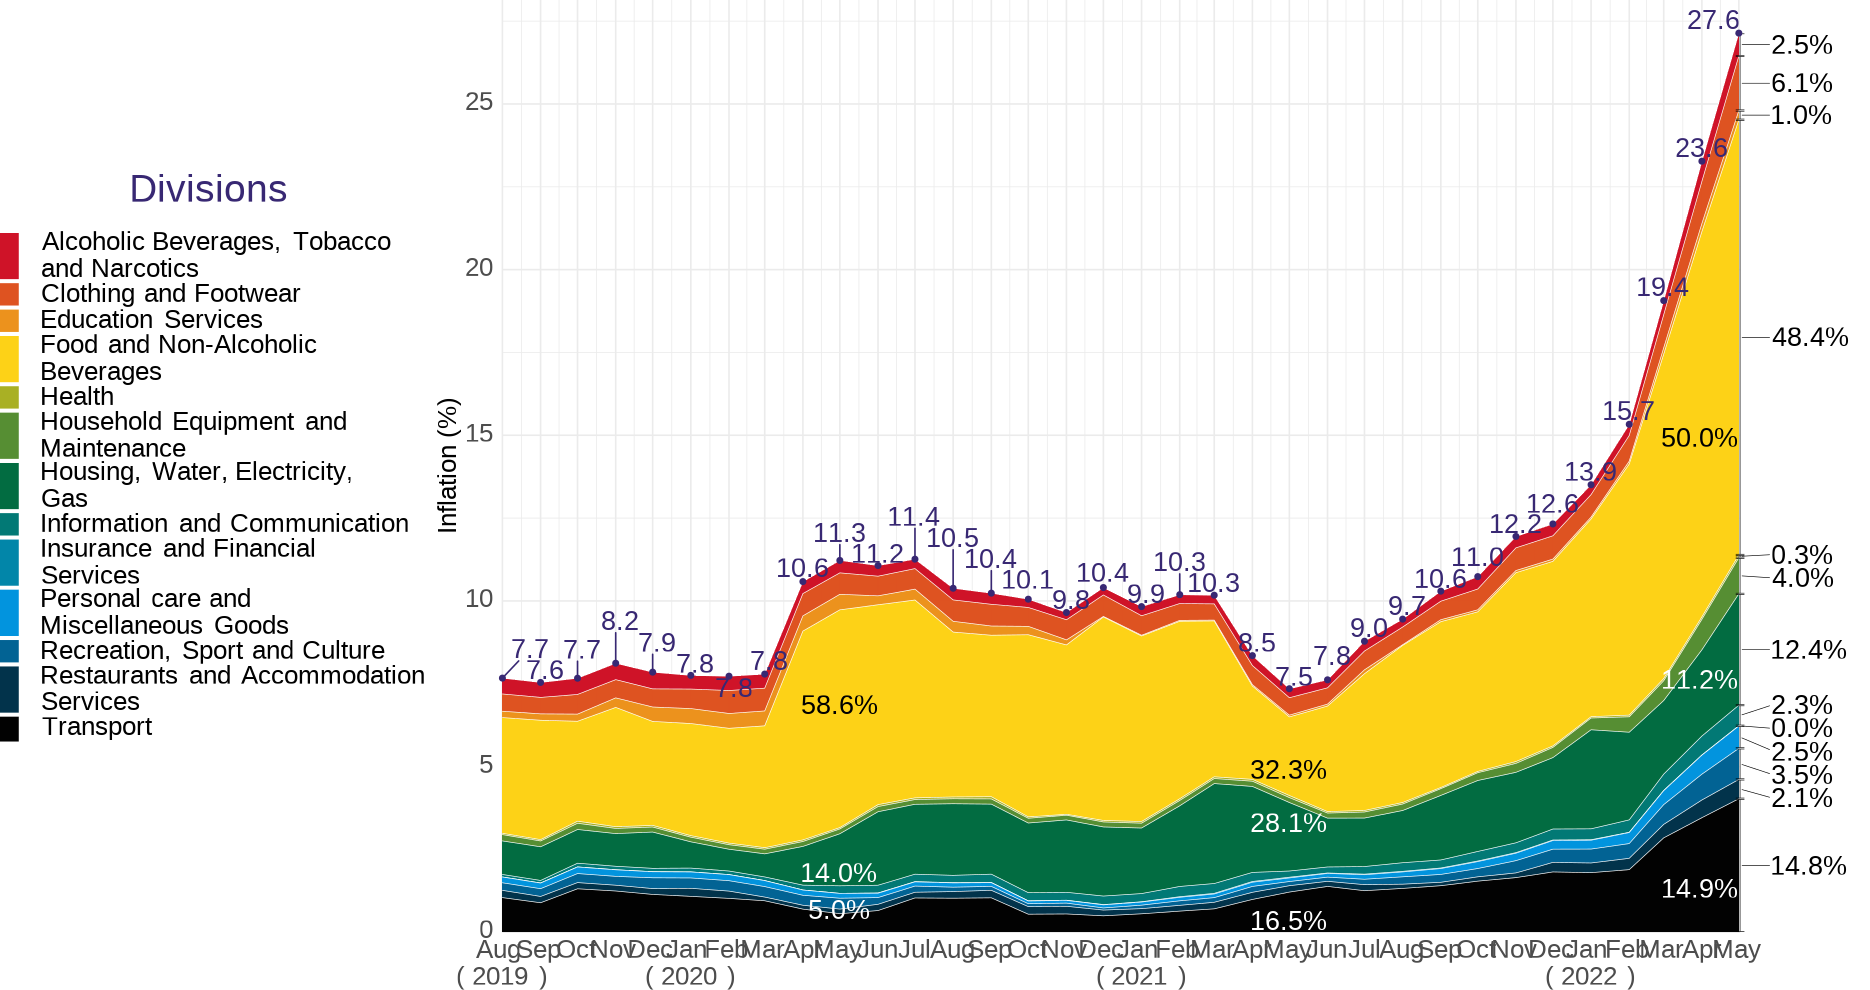 Divisions
Alcoholic Beverages, Tobacco
and Narcotics
Clothing and Footwear
Education Services
Food and Non-Alcoholic
Beverages
Health
Household Equipment and
Maintenance
Housing, Water, Electricity,
Gas
Information and Communication
Insurance and Financial
Services
Personal care and
Miscellaneous Goods
Recreation, Sport and Culture
Restaurants and Accommodation
Services
Transport
Inflation (%)
25
20
15
10
5
0
7.7
7.6
7.7
8.2
7.9
7.8
7.8
7.8
10.6
11.3
11.2
11.4
10.5
10.4
10.1
9.8
10.4
9.9
10.3
10.3
8.5
7.5
7.8
9.0
9.7
10.6
11.0
12.2
12.6
13.9
15.7
19.4
23.6
27.6
58.6%
14.0%
5.0%
32.3%
28.1%
16.5%
50.0%
11.2%
14.9%
2.5%
6.1%
1.0%
48.4%
0.3%
4.0%
12.4%
2.3%
0.0%
2.5%
3.5%
2.1%
14.8%
Aug Sep Oct Nov Dec Jan Feb Mar Apr May Jun Jul Aug Sep Oct Nov Dec Jan Feb Mar Apr May Jun Jul Aug Sep Oct Nov Dec Jan Feb Mar Apr May
( 2019 ) ( 2020 ) ( 2021 ) ( 2022 )